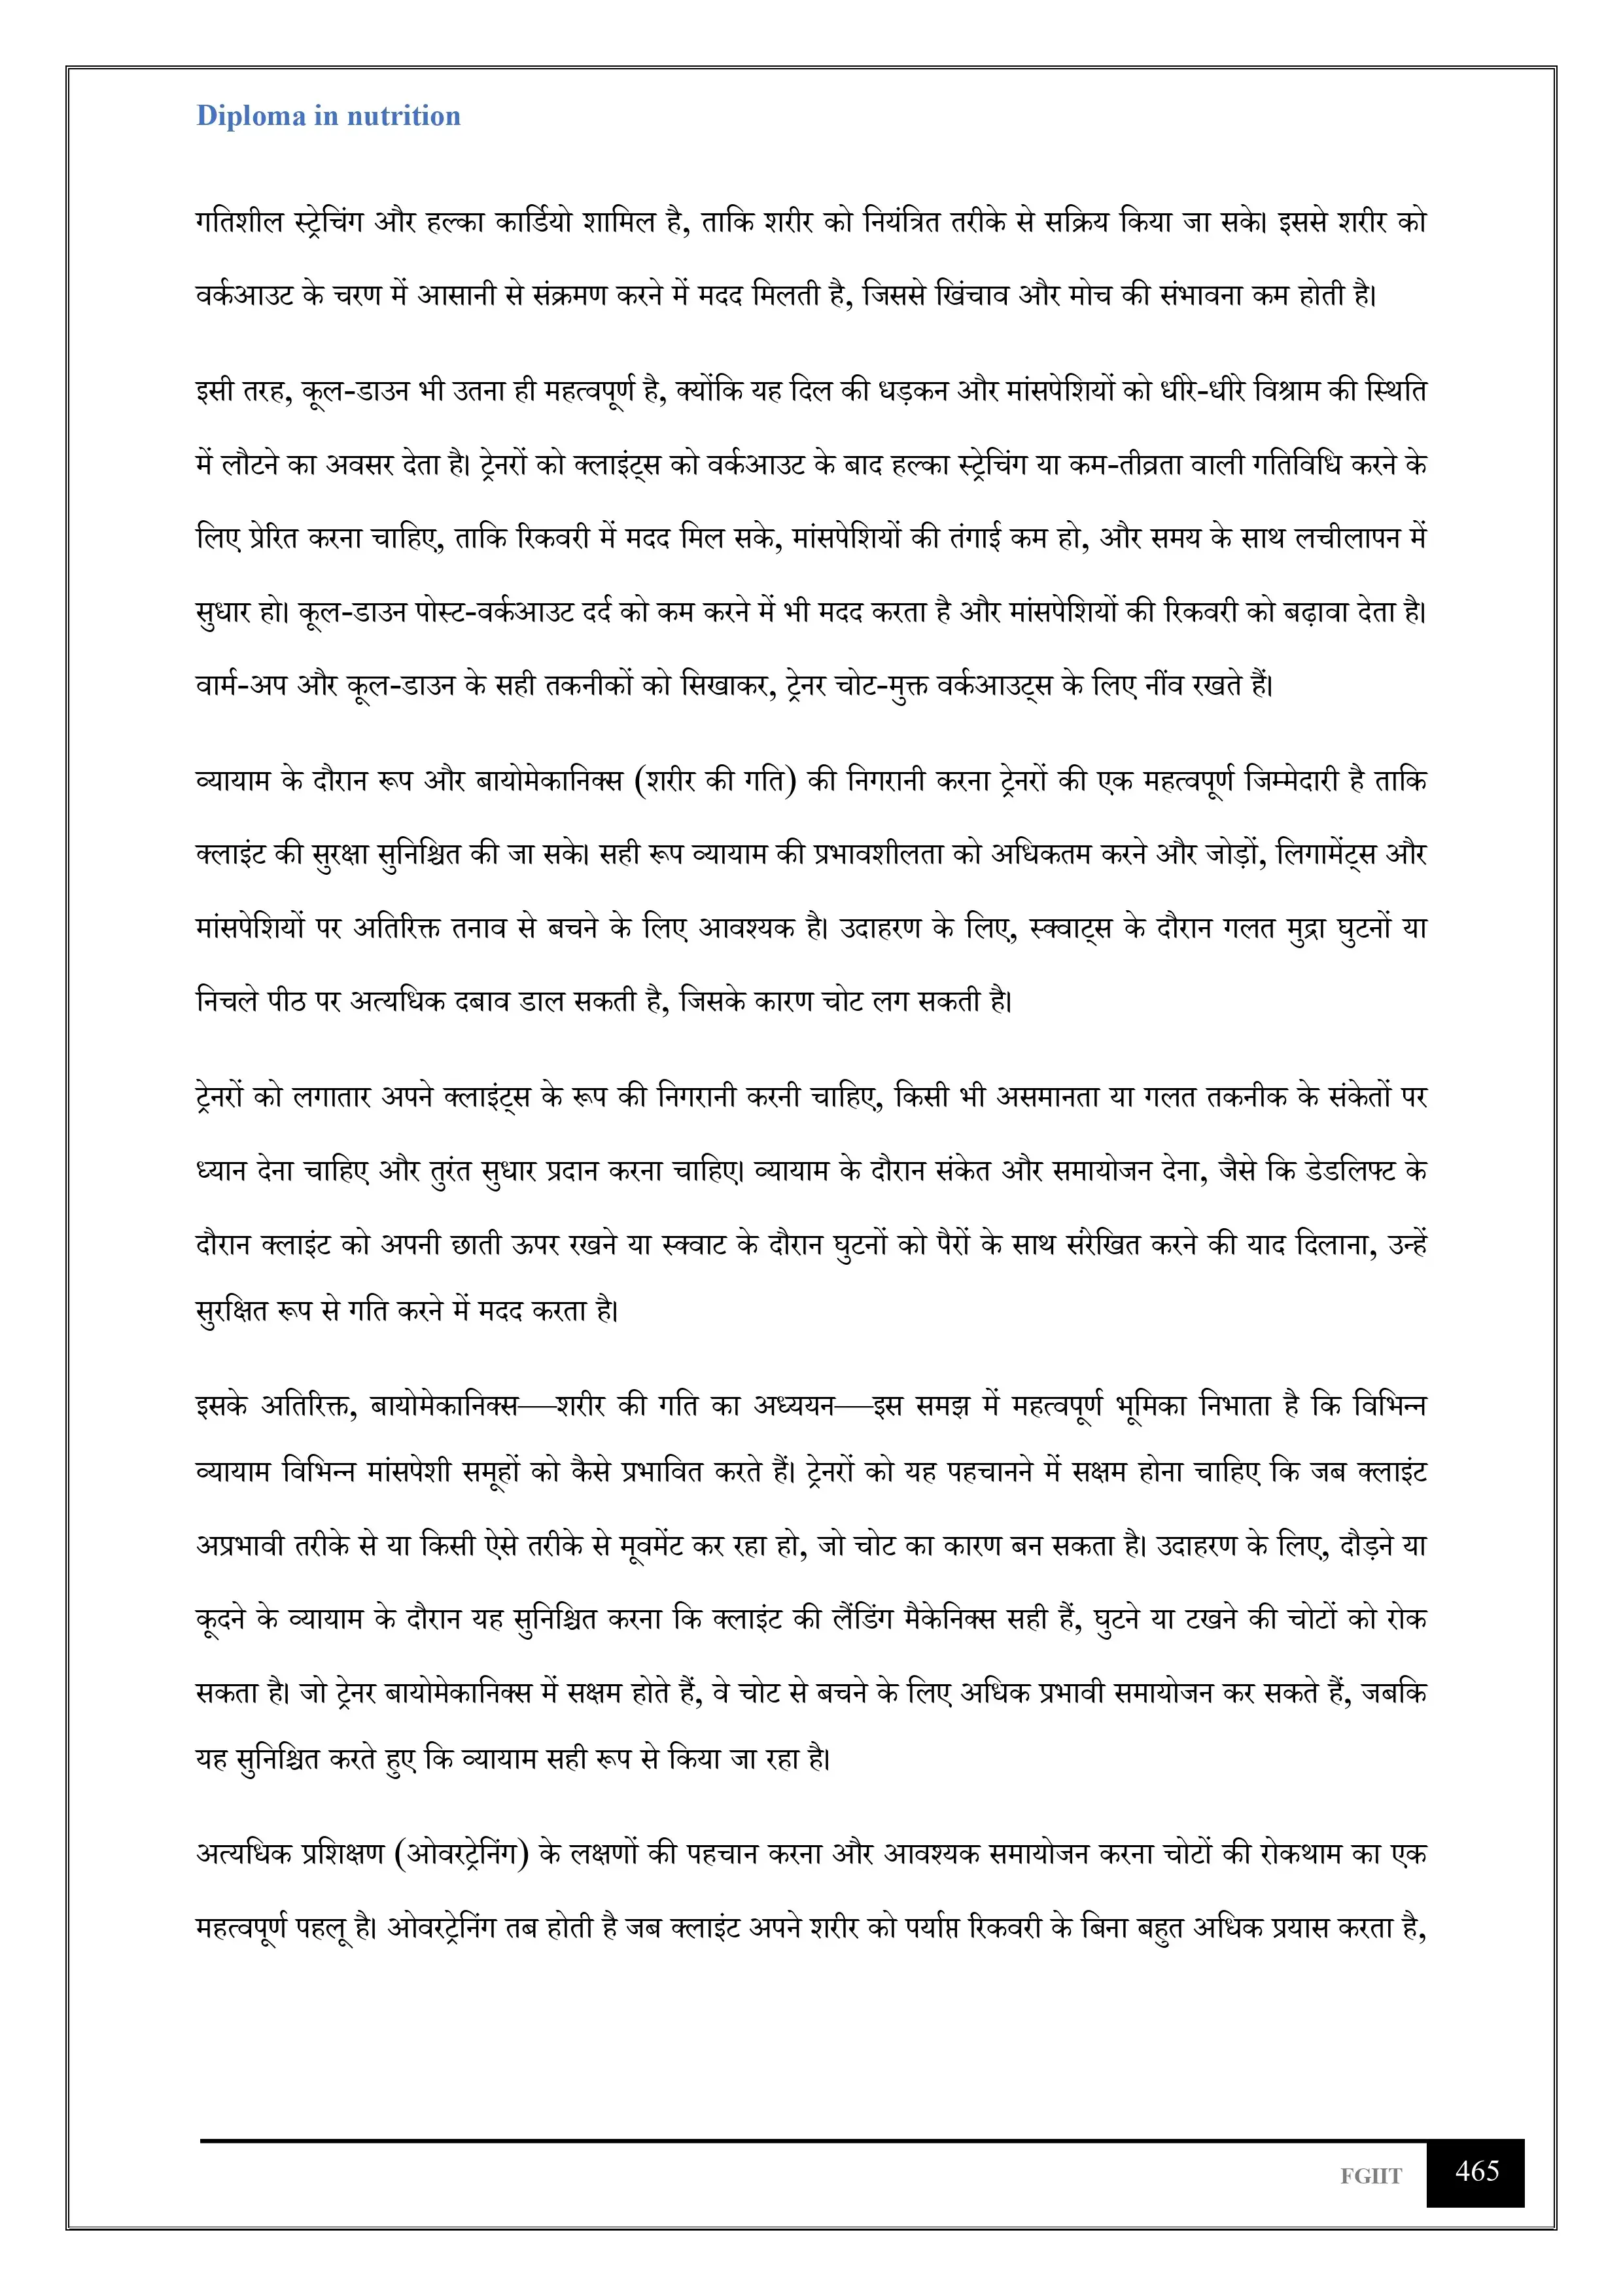 Diploma in nutrition
गतिशील स्ट्रेचिंग और हल्का कार्डियो शामिल है, ताकि शरीर को नियंत्रित तरीके से सक्रिय किया जा सके। इससे शरीर को
वर्कआउट के चरण में आसानी से संक्रमण करने में मदद मिलती है, जिससे खिंचाव और मोच की संभावना कम होती है।
इसी तरह, कूल-डाउन भी उतना ही महत्वपूर्ण है, क्योंकि यह दिल की धड़कन और मांसपेशियों को धीरे-धीरे विश्राम की स्थिति
में लौटने का अवसर देता है। ट्रेनरों को क्लाइंट्स को वर्कआउट के बाद हल्का स्ट्रेचिंग या कम-तीव्रता वाली गतिविधि करने के
लिए प्रेरित करना चाहिए, ताकि रिकवरी में मदद मिल सके, मांसपेशियों की तंगाई कम हो, और समय के साथ लचीलापन में
सुधार हो। कूल-डाउन पोस्ट-वर्कआउट दर्द को कम करने में भी मदद करता है और मांसपेशियों की रिकवरी को बढ़ावा देता है।
वार्म-अप और कूल-डाउन के सही तकनीकों को सिखाकर, ट्रेनर चोट-मुक्त वर्कआउट्स के लिए नींव रखते हैं।
व्यायाम के दौरान रूप और बायोमेकानिक्स (शरीर की गति) की निगरानी करना ट्रेनरों की एक महत्वपूर्ण जिम्मेदारी है ताकि
क्लाइंट की सुरक्षा सुनिश्चित की जा सके। सही रूप व्यायाम की प्रभावशीलता को अधिकतम करने और जोड़ों, लिगामेंट्स और
मांसपेशियों पर अतिरिक्त तनाव से बचने के लिए आवश्यक है। उदाहरण के लिए, स्क्वाट्स के दौरान गलत मुद्रा घुटनों या
निचले पीठ पर अत्यधिक दबाव डाल सकती है, जिसके कारण चोट लग सकती है।
ट्रेनरों को लगातार अपने क्लाइंट्स के रूप की निगरानी करनी चाहिए, किसी भी असमानता या गलत तकनीक के संकेतों पर
ध्यान देना चाहिए और तुरंत सुधार प्रदान करना चाहिए। व्यायाम के दौरान संकेत और समायोजन देना, जैसे कि डेडलिफ्ट के
दौरान क्लाइंट को अपनी छाती ऊपर रखने या स्क्वाट के दौरान घुटनों को पैरों के साथ संरेखित करने की याद दिलाना, उन्हें
सुरक्षित रूप से गति करने में मदद करता है।
इसके अतिरिक्त, बायोमेकानिक्स—शरीर की गति का अध्ययन—इस समझ में महत्वपूर्ण भूमिका निभाता है कि विभिन्न
व्यायाम विभिन्न मांसपेशी समूहों को कैसे प्रभावित करते हैं। ट्रेनरों को यह पहचानने में सक्षम होना चाहिए कि जब क्लाइंट
अप्रभावी तरीके से या किसी ऐसे तरीके से मूवमेंट कर रहा हो, जो चोट का कारण बन सकता है। उदाहरण के लिए, दौड़ने या
कूदने के व्यायाम के दौरान यह सुनिश्चित करना कि क्लाइंट की लैंडिंग मैकेनिक्स सही हैं, घुटने या टखने की चोटों को रोक
सकता है। जो ट्रेनर बायोमेकानिक्स में सक्षम होते हैं, वे चोट से बचने के लिए अधिक प्रभावी समायोजन कर सकते हैं, जबकि
यह सुनिश्चित करते हुए कि व्यायाम सही रूप से किया जा रहा है।
अत्यधिक प्रशिक्षण (ओवरट्रेनिंग) के लक्षणों की पहचान करना और आवश्यक समायोजन करना चोटों की रोकथाम का एक
महत्वपूर्ण पहलू है। ओवरट्रेनिंग तब होती है जब क्लाइंट अपने शरीर को पर्याप्त रिकवरी के बिना बहुत अधिक प्रयास करता है,
FGIIT 465